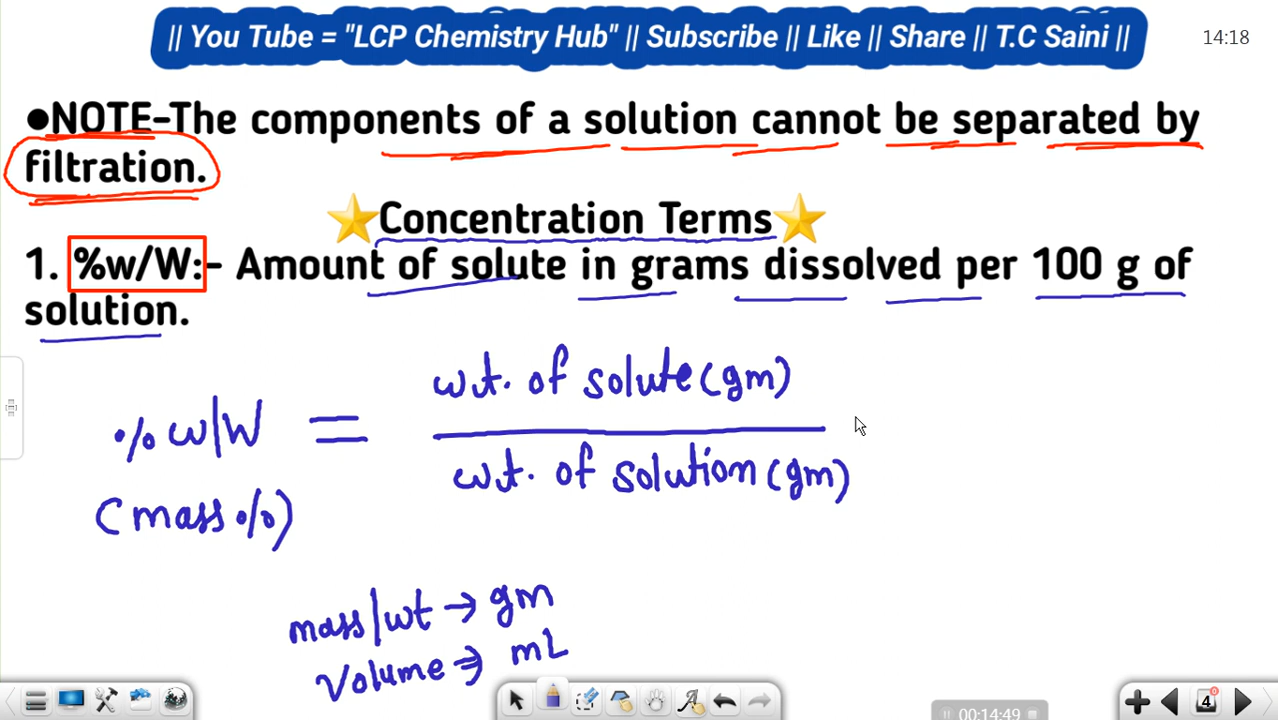 || You Tube = "LCP Chemistry Hub" || Subscribe || Like || Share || T.C Saini ||
14:18
●NOTE-The components of a solution cannot be separated by
filtration.
⭐Concentration Terms⭐
1. %w/W:- Amount of solute in grams dissolved per 100 g of
solution.
% w/W = wt. of solute (gm)
wt. of solution (gm)
(mass %)
mass/wt → gm
Volume ⇒ mL
4
00:14:49